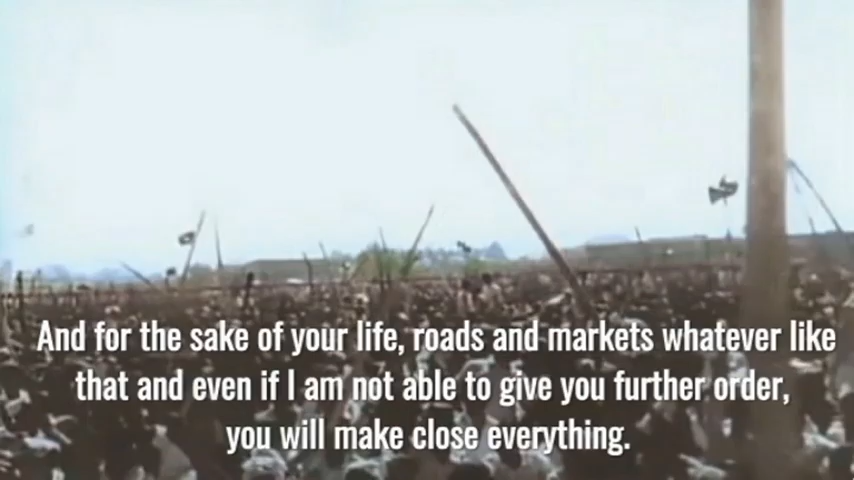 And for the sake of your life, roads and markets whatever like
that and even if I am not able to give you further order,
you will make close everything.